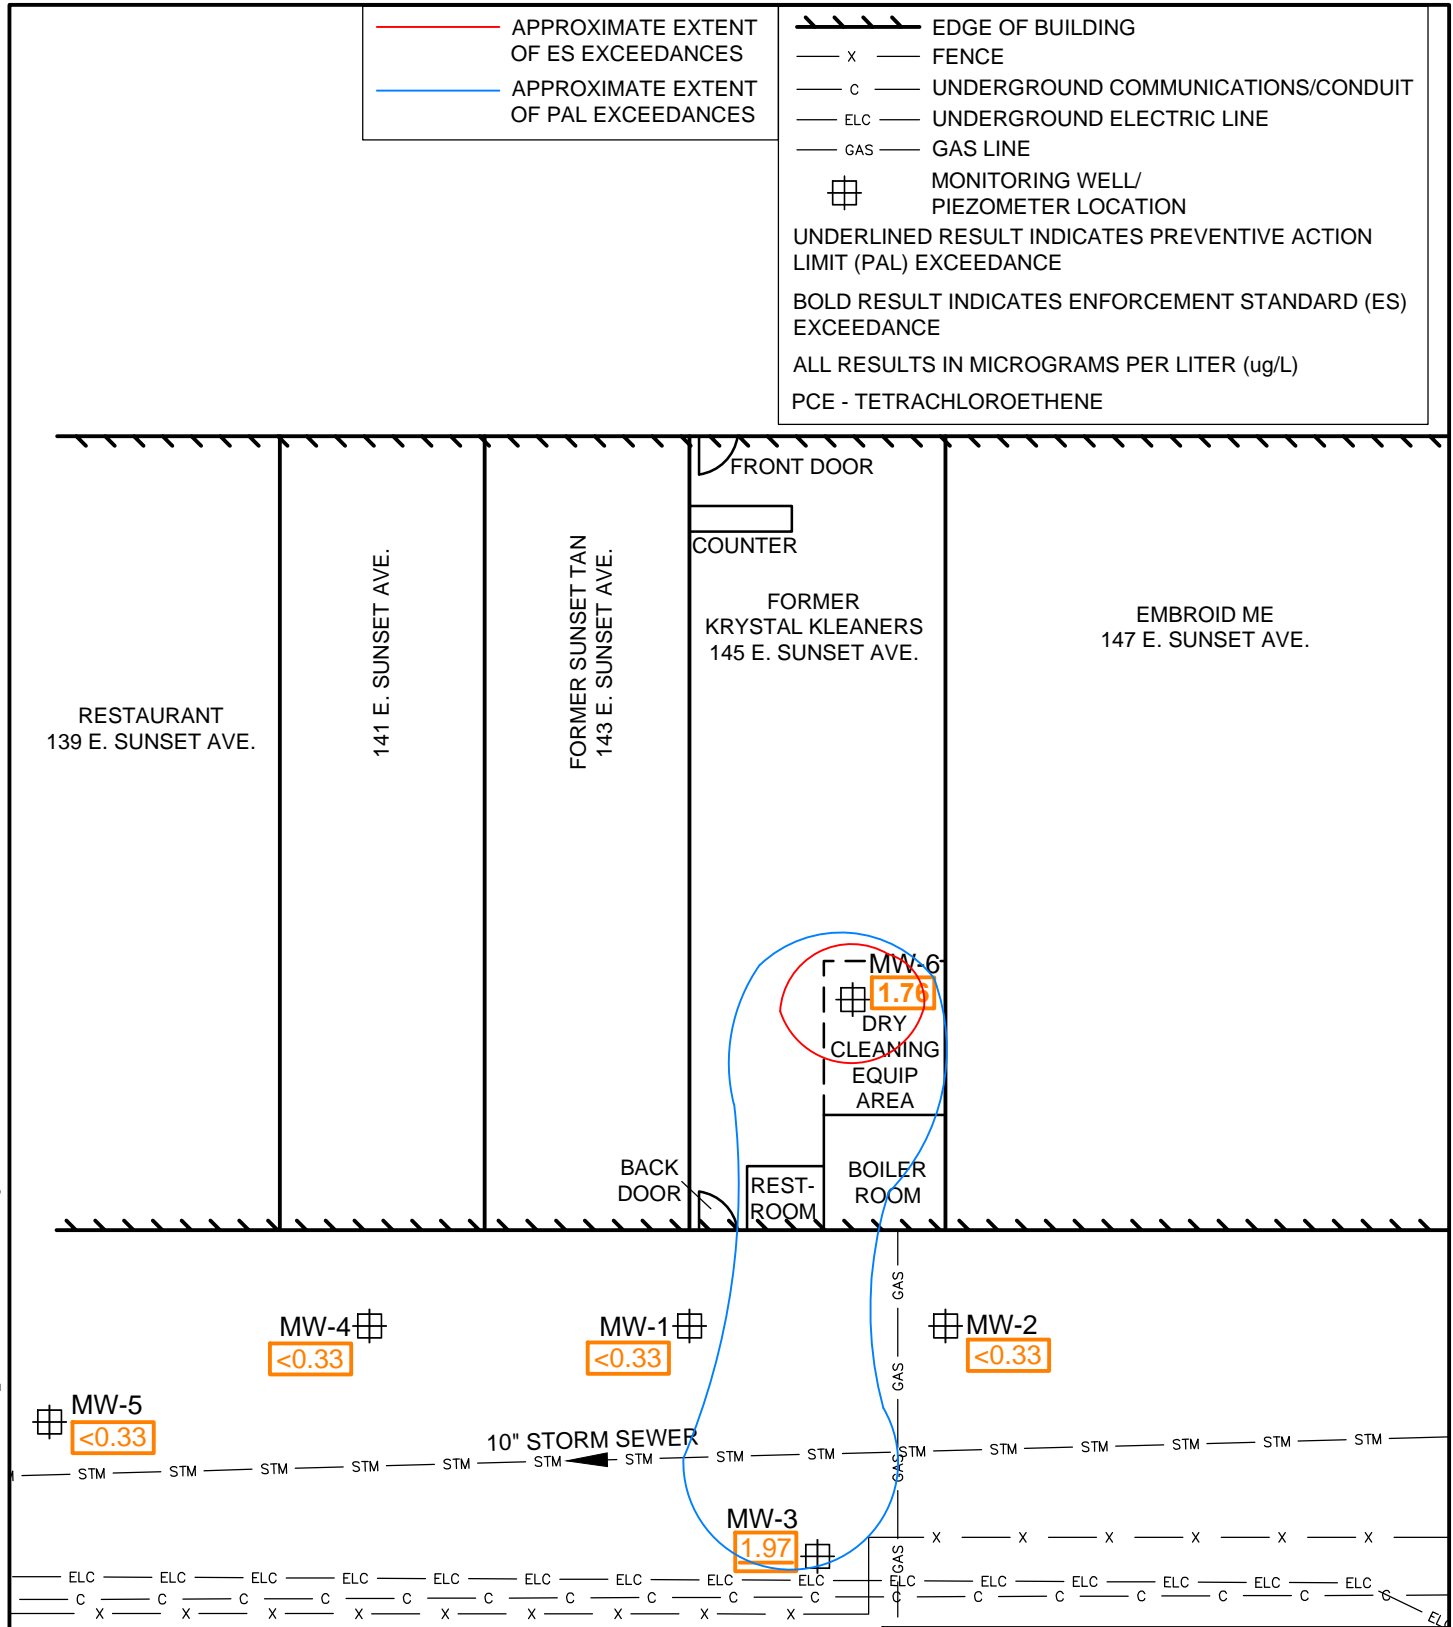 APPROXIMATE EXTENT
OF ES EXCEEDANCES
APPROXIMATE EXTENT
OF PAL EXCEEDANCES
EDGE OF BUILDING
X FENCE
C UNDERGROUND COMMUNICATIONS/CONDUIT
ELC UNDERGROUND ELECTRIC LINE
GAS GAS LINE
MONITORING WELL/
PIEZOMETER LOCATION
UNDERLINED RESULT INDICATES PREVENTIVE ACTION
LIMIT (PAL) EXCEEDANCE
BOLD RESULT INDICATES ENFORCEMENT STANDARD (ES)
EXCEEDANCE
ALL RESULTS IN MICROGRAMS PER LITER (ug/L)
PCE - TETRACHLOROETHENE
FRONT DOOR
COUNTER
RESTAURANT
139 E. SUNSET AVE.
141 E. SUNSET AVE.
FORMER SUNSET TAN
143 E. SUNSET AVE.
FORMER
KRYSTAL KLEANERS
145 E. SUNSET AVE.
EMBROID ME
147 E. SUNSET AVE.
MW-6
1.76
DRY
CLEANING
EQUIP
AREA
BACK
DOOR
REST-
ROOM
BOILER
ROOM
GAS
MW-4
<0.33
MW-1
<0.33
MW-2
<0.33
GAS
MW-5
<0.33
10" STORM SEWER
STM STM STM STM STM STM STM STM STM STM STM STM STM STM STM
GAS
MW-3
1.97
X X X X X X
GAS
ELC ELC ELC ELC ELC ELC ELC ELC ELC ELC ELC ELC ELC ELC ELC
C C C C C C C C C C C C C C C C C
X X X X X X X X X
ELC